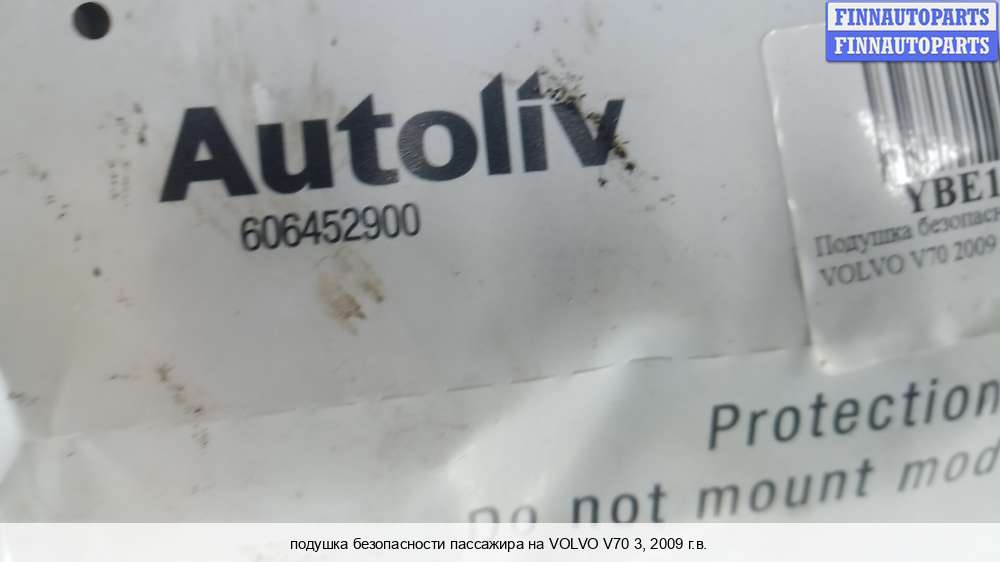 FINNAUTOPARTS
FINNAUTOPARTS
Autoliv
606452900
YBE1
Подушка безопасн
VOLVO V70 2009
Protection
Do not mount mod
подушка безопасности пассажира на VOLVO V70 3, 2009 г.в.